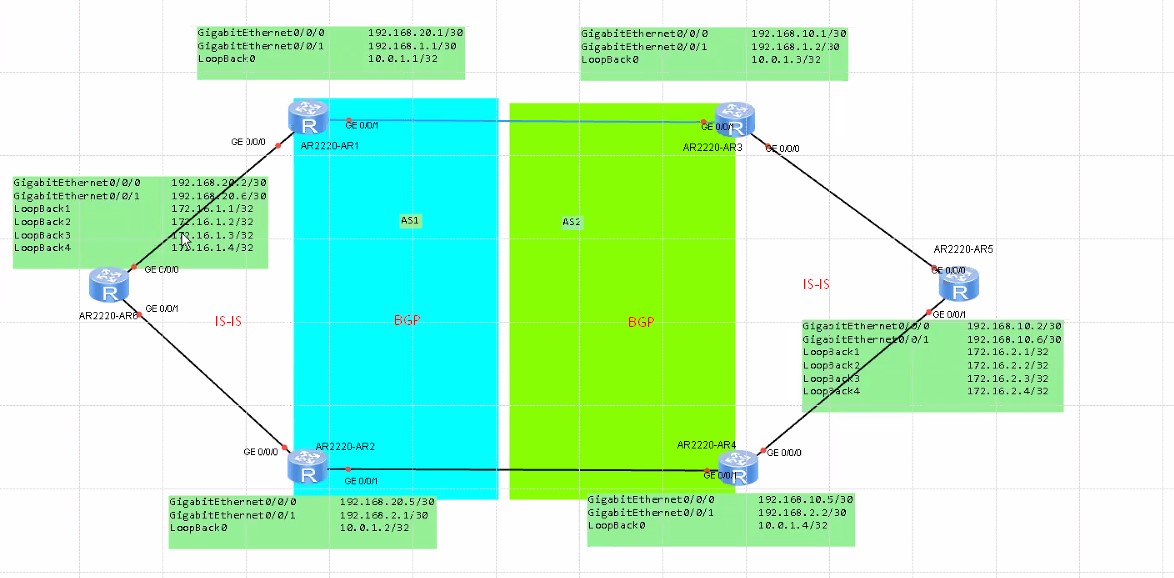 GigabitEthernet0/0/0 192.168.20.1/30
GigabitEthernet0/0/1 192.168.1.1/30
LoopBack0 10.0.1.1/32
GigabitEthernet0/0/0 192.168.10.1/30
GigabitEthernet0/0/1 192.168.1.2/30
LoopBack0 10.0.1.3/32
R
GE 0/0/1
GE 0/0/1
R
GE 0/0/0
AR2220-AR1
AR2220-AR3
GE 0/0/0
GigabitEthernet0/0/0 192.168.20.2/30
GigabitEthernet0/0/1 192.168.20.6/30
LoopBack1 172.16.1.1/32
LoopBack2 172.16.1.2/32
LoopBack3 172.16.1.3/32
LoopBack4 172.16.1.4/32
AS1
AS2
AR2220-AR5
GE 0/0/0
GE 0/0/0
R
R
IS-IS
GE 0/0/1
AR2220-AR6
GE 0/0/1
IS-IS
BGP
BGP
GigabitEthernet0/0/0 192.168.10.2/30
GigabitEthernet0/0/1 192.168.10.6/30
LoopBack1 172.16.2.1/32
LoopBack2 172.16.2.2/32
LoopBack3 172.16.2.3/32
LoopBack4 172.16.2.4/32
AR2220-AR2
AR2220-AR4
GE 0/0/0
GE 0/0/0
R
GE 0/0/1
GE 0/0/1
R
GigabitEthernet0/0/0 192.168.20.5/30
GigabitEthernet0/0/1 192.168.2.1/30
LoopBack0 10.0.1.2/32
GigabitEthernet0/0/0 192.168.10.5/30
GigabitEthernet0/0/1 192.168.2.2/30
LoopBack0 10.0.1.4/32